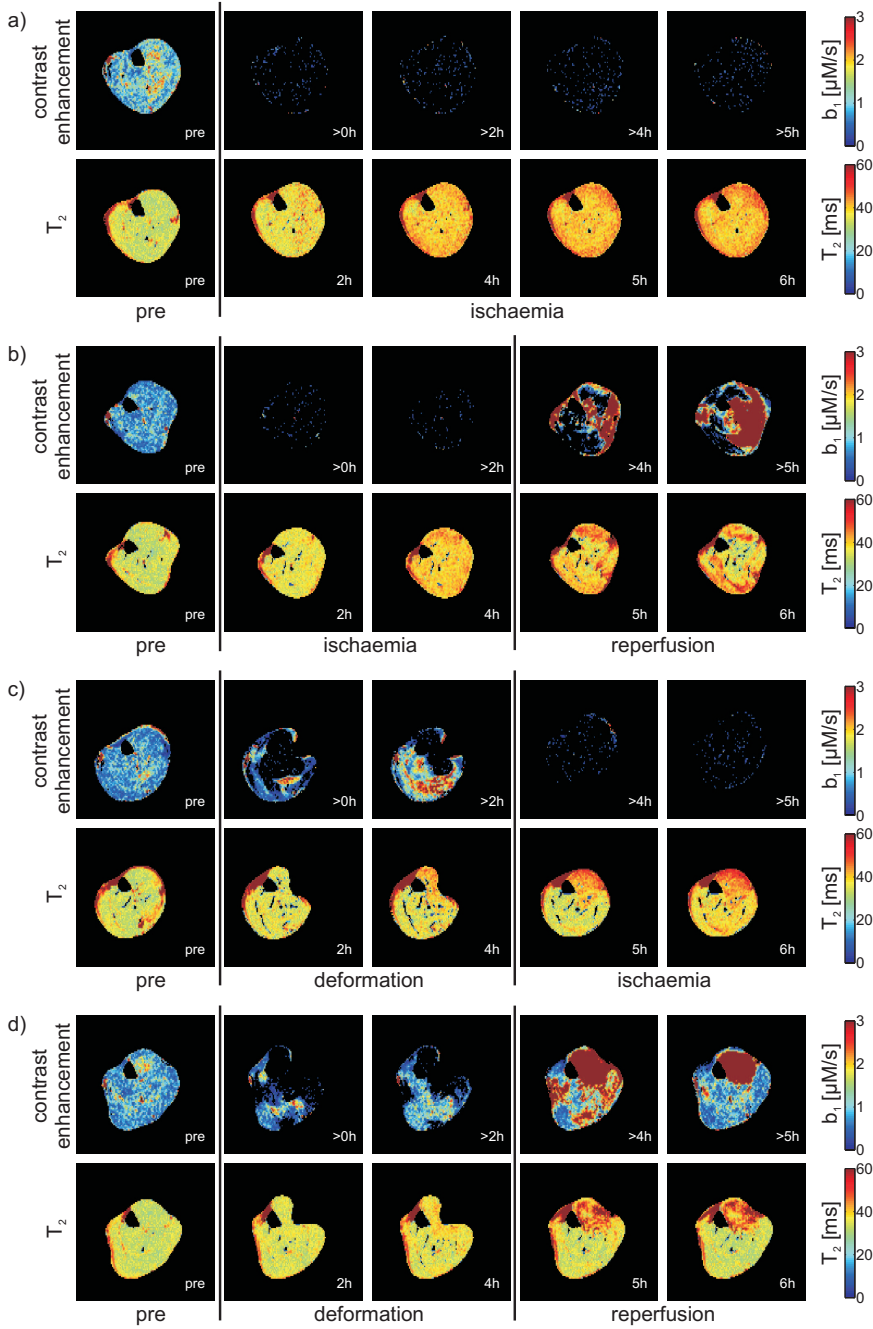 a)
contrast
enhancement
pre
>0h
>2h
>4h
>5h
3
2
1
0
b₁ [µM/s]
T₂
pre
2h
4h
5h
6h
60
40
20
0
T₂ [ms]
pre
ischaemia
b)
contrast
enhancement
pre
>0h
>2h
>4h
>5h
3
2
1
0
b₁ [µM/s]
T₂
pre
2h
4h
5h
6h
60
40
20
0
T₂ [ms]
pre
ischaemia
reperfusion
c)
contrast
enhancement
pre
>0h
>2h
>4h
>5h
3
2
1
0
b₁ [µM/s]
T₂
pre
2h
4h
5h
6h
60
40
20
0
T₂ [ms]
pre
deformation
ischaemia
d)
contrast
enhancement
pre
>0h
>2h
>4h
>5h
3
2
1
0
b₁ [µM/s]
T₂
pre
2h
4h
5h
6h
60
40
20
0
T₂ [ms]
pre
deformation
reperfusion